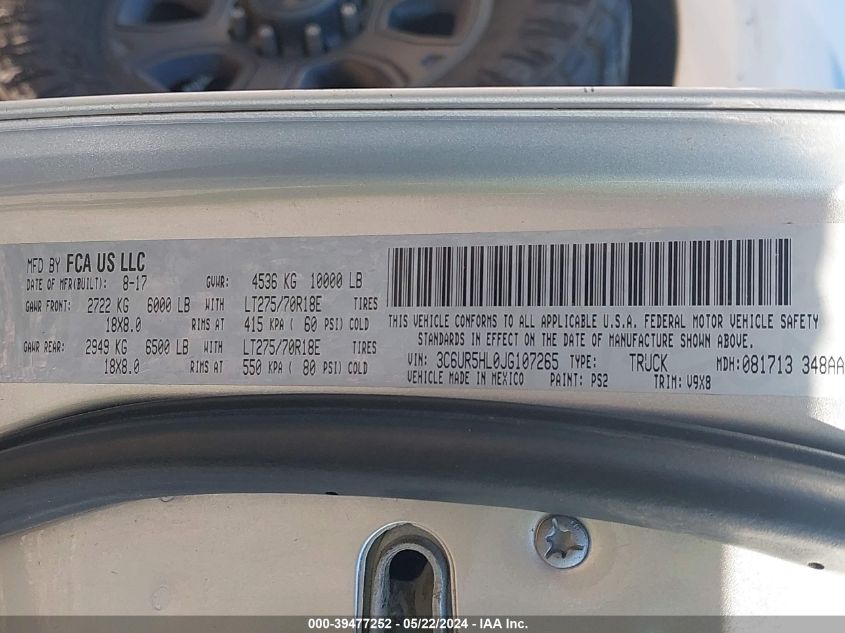 MFD BY FCA US LLC
DATE OF MFR(BUILT): 8-17 GVWR: 4536 KG 10000 LB
GAWR FRONT: 2722 KG 6000 LB WITH LT275/70R18E TIRES
18X8.0 RIMS AT 415 KPA ( 60 PSI) COLD
GAWR REAR: 2949 KG 6500 LB WITH LT275/70R18E TIRES
18X8.0 RIMS AT 550 KPA ( 80 PSI) COLD
THIS VEHICLE CONFORMS TO ALL APPLICABLE U.S.A. FEDERAL MOTOR VEHICLE SAFETY
STANDARDS IN EFFECT ON THE DATE OF MANUFACTURE SHOWN ABOVE.
VIN: 3C6UR5HL0JG107265 TYPE: TRUCK MDH:081713 348AA
VEHICLE MADE IN MEXICO PAINT: PS2 TRIM: V9X8
000-39477252 - 05/22/2024 - IAA Inc.